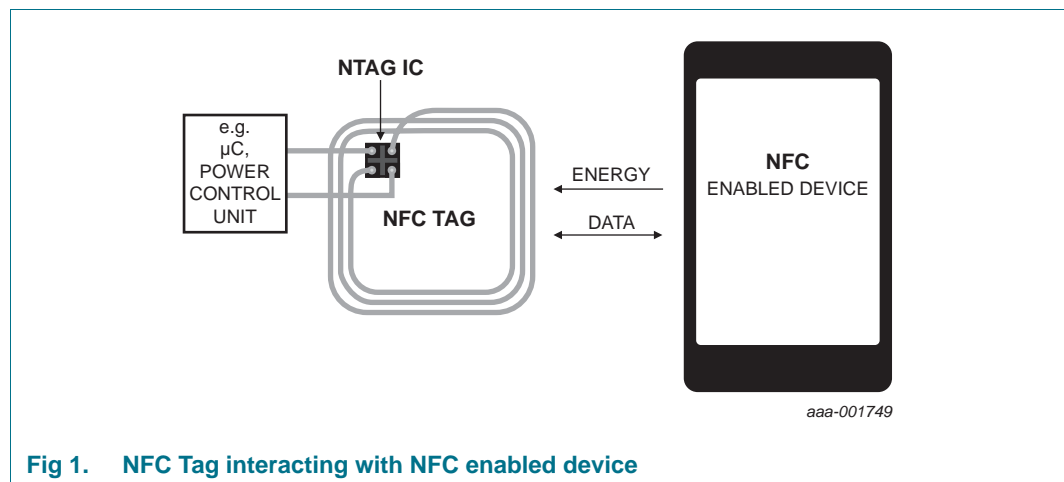 NTAG IC
e.g.
µC,
POWER
CONTROL
UNIT
NFC TAG
ENERGY
DATA
NFC
ENABLED DEVICE
aaa-001749
Fig 1. NFC Tag interacting with NFC enabled device